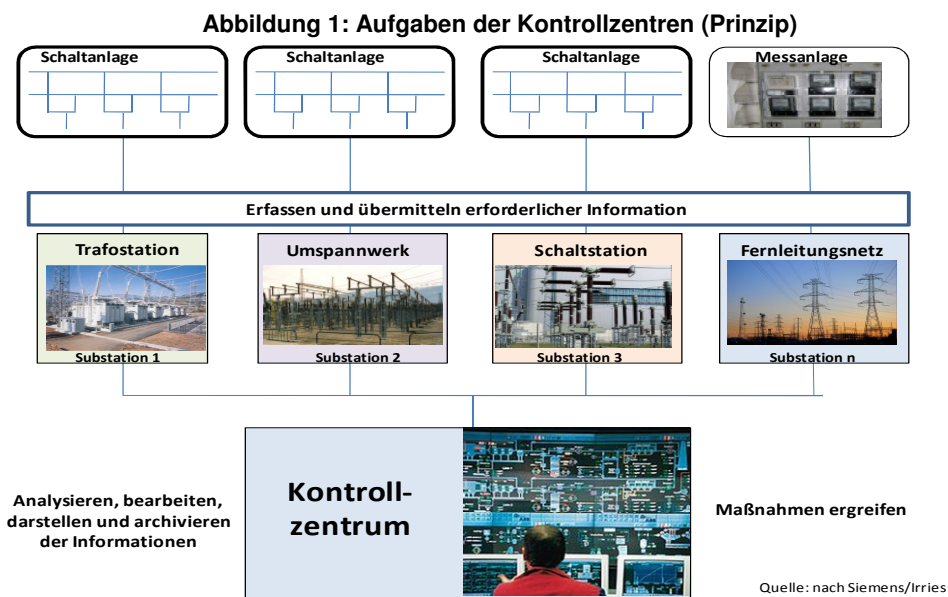 Abbildung 1: Aufgaben der Kontrollzentren (Prinzip)
Schaltanlage
Schaltanlage
Schaltanlage
Messanlage
Erfassen und übermitteln erforderlicher Information
Trafostation
Umspannwerk
Schaltstation
Fernleitungsnetz
Substation 1
Substation 2
Substation 3
Substation n
Analysieren, bearbeiten,
darstellen und archivieren
der Informationen
Kontroll-
zentrum
Maßnahmen ergreifen
Quelle: nach Siemens/Irries